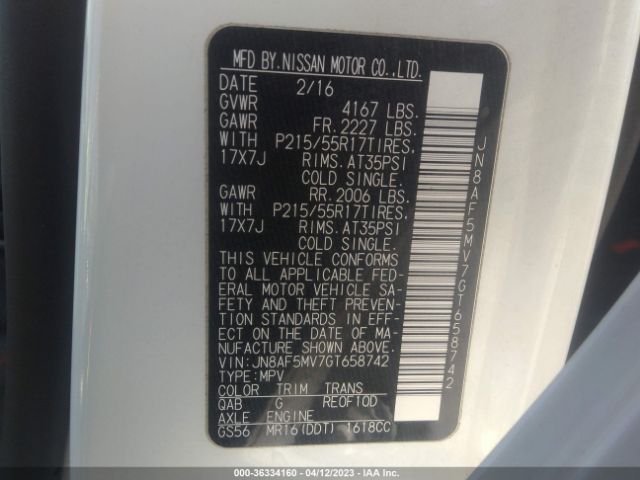 MFD BY.NISSAN MOTOR CO.,LTD.
DATE 2/16
GVWR 4167 LBS.
GAWR FR.2227 LBS.
WITH P215/55R17TIRES,
17X7J RIMS.AT35PSI
COLD SINGLE.
GAWR RR.2006 LBS.
WITH P215/55R17TIRES,
17X7J RIMS.AT35PSI
COLD SINGLE.
THIS VEHICLE CONFORMS
TO ALL APPLICABLE FED-
ERAL MOTOR VEHICLE SA-
FETY AND THEFT PREVEN-
TION STANDARDS IN EFF-
ECT ON THE DATE OF MA-
NUFACTURE SHOWN ABOVE.
VIN:JN8AF5MV7GT658742
TYPE:MPV
COLOR TRIM TRANS
QAB G RE0F10D
AXLE ENGINE
GS56 MR16(DDT) 1618CC
JN8AF5MV7GT658742
000-36334160 - 04/12/2023 - IAA Inc.